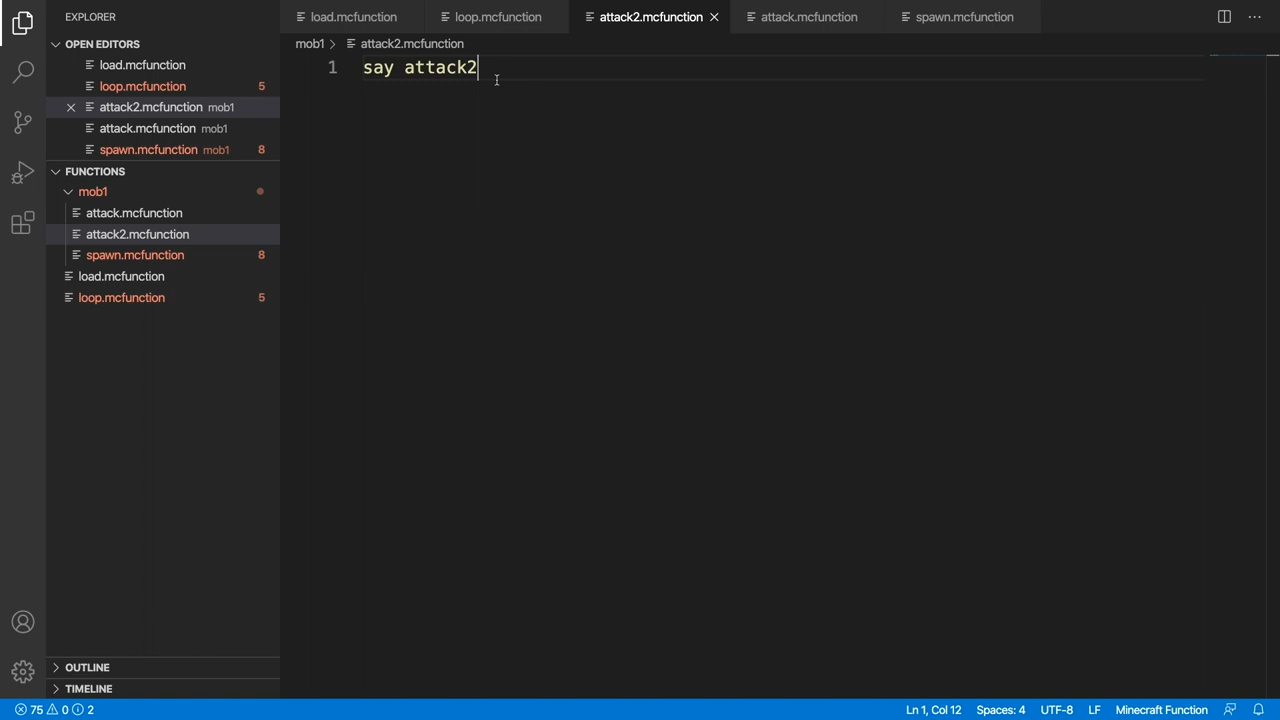 EXPLORER
OPEN EDITORS
load.mcfunction
loop.mcfunction 5
attack2.mcfunction mob1
attack.mcfunction mob1
spawn.mcfunction mob1 8
FUNCTIONS
mob1
attack.mcfunction
attack2.mcfunction
spawn.mcfunction 8
load.mcfunction
loop.mcfunction 5
OUTLINE
TIMELINE
load.mcfunction loop.mcfunction attack2.mcfunction attack.mcfunction spawn.mcfunction
mob1 > attack2.mcfunction
1 say attack2
75 0 2 Ln 1, Col 12 Spaces: 4 UTF-8 LF Minecraft Function